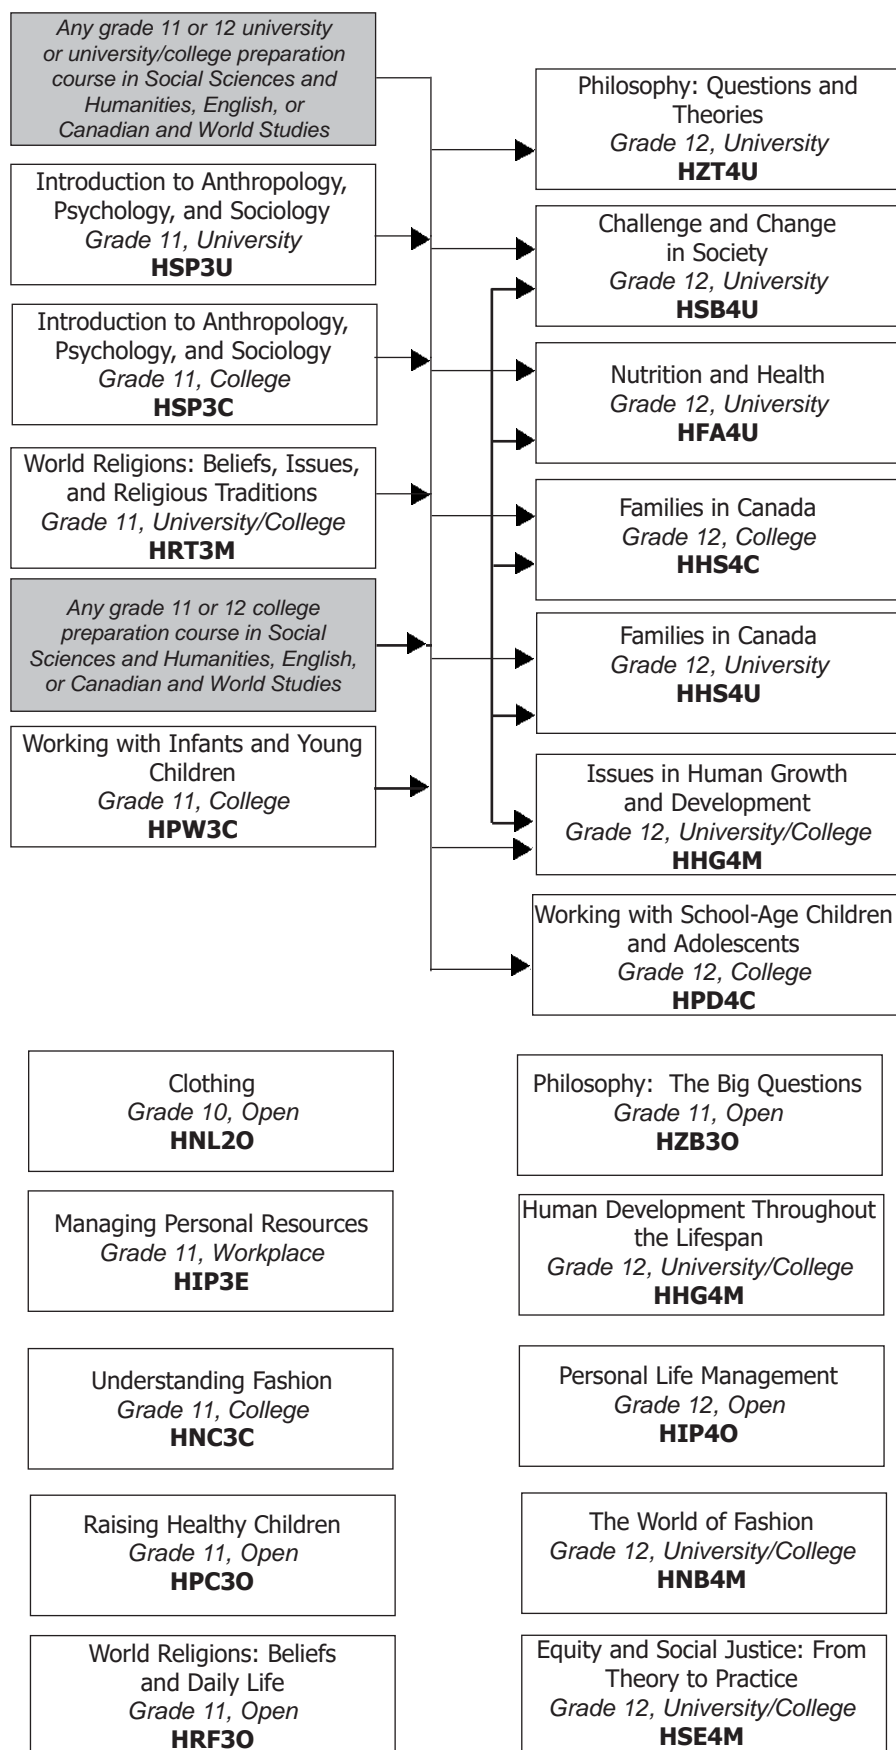 Any grade 11 or 12 university
or university/college preparation
course in Social Sciences and
Humanities, English, or
Canadian and World Studies
Introduction to Anthropology,
Psychology, and Sociology
Grade 11, University
HSP3U
Introduction to Anthropology,
Psychology, and Sociology
Grade 11, College
HSP3C
World Religions: Beliefs, Issues,
and Religious Traditions
Grade 11, University/College
HRT3M
Any grade 11 or 12 college
preparation course in Social
Sciences and Humanities, English,
or Canadian and World Studies
Working with Infants and Young
Children
Grade 11, College
HPW3C
Philosophy: Questions and
Theories
Grade 12, University
HZT4U
Challenge and Change
in Society
Grade 12, University
HSB4U
Nutrition and Health
Grade 12, University
HFA4U
Families in Canada
Grade 12, College
HHS4C
Families in Canada
Grade 12, University
HHS4U
Issues in Human Growth
and Development
Grade 12, University/College
HHG4M
Working with School-Age Children
and Adolescents
Grade 12, College
HPD4C
Clothing
Grade 10, Open
HNL2O
Philosophy: The Big Questions
Grade 11, Open
HZB3O
Managing Personal Resources
Grade 11, Workplace
HIP3E
Human Development Throughout
the Lifespan
Grade 12, University/College
HHG4M
Understanding Fashion
Grade 11, College
HNC3C
Personal Life Management
Grade 12, Open
HIP4O
Raising Healthy Children
Grade 11, Open
HPC3O
The World of Fashion
Grade 12, University/College
HNB4M
World Religions: Beliefs
and Daily Life
Grade 11, Open
HRF3O
Equity and Social Justice: From
Theory to Practice
Grade 12, University/College
HSE4M